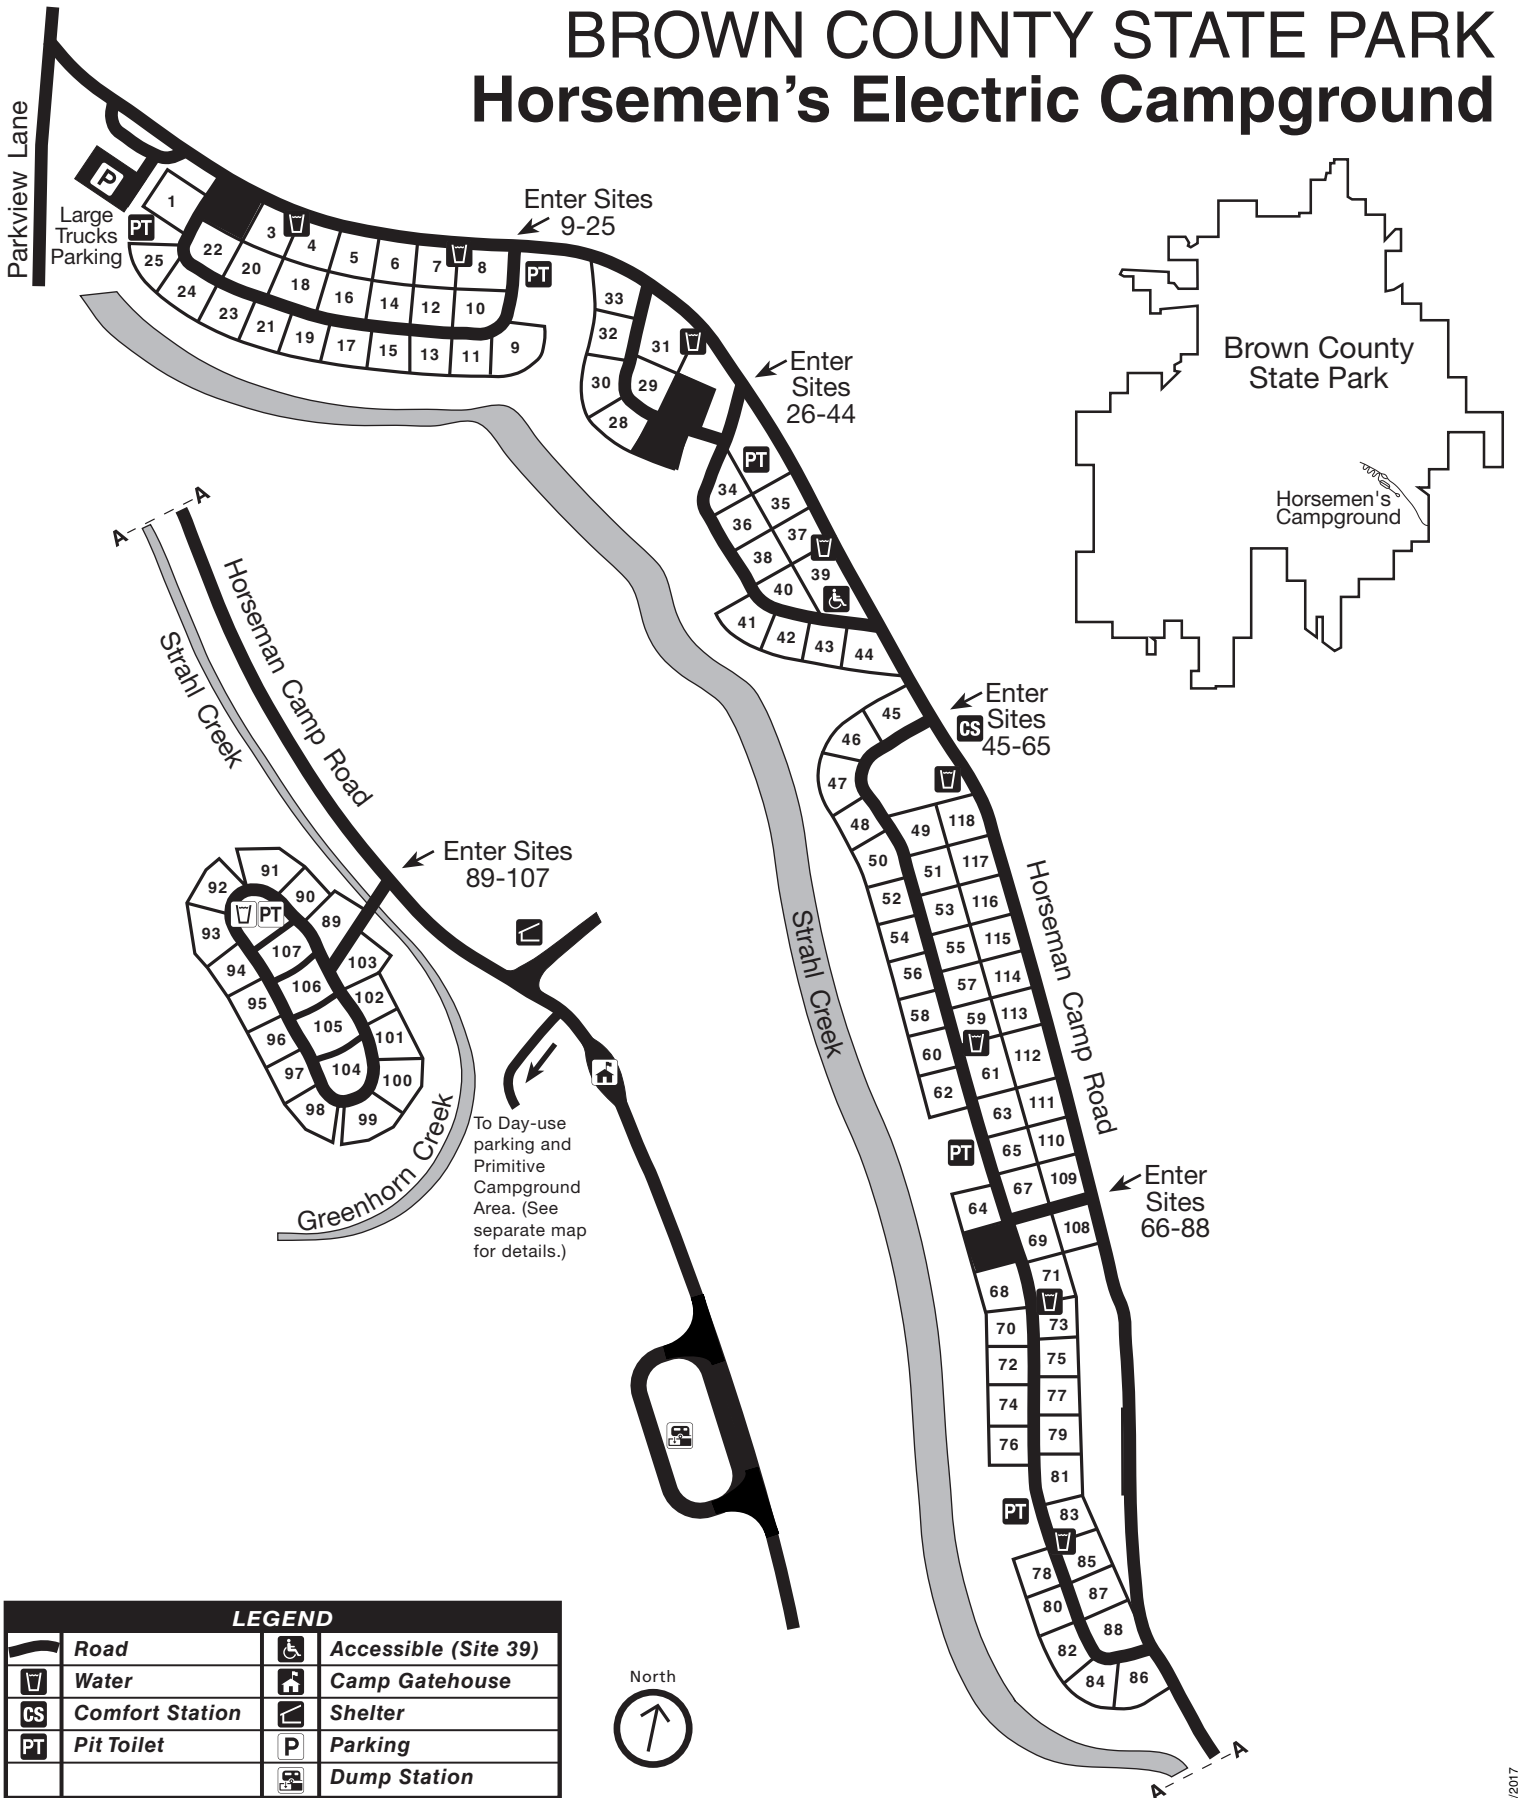 BROWN COUNTY STATE PARK
Horsemen's Electric Campground
Parkview Lane
P
Large
Trucks
Parking
PT
Enter Sites
9-25
1
3
4
5
6
7
8
22
20
18
16
14
12
10
25
24
23
21
19
17
15
13
11
9
PT
33
32
31
30
29
28
Enter
Sites
26-44
PT
34
35
36
37
38
39
40
41
42
43
44
Brown County
State Park
Horsemen's
Campground
A
A
Horseman Camp Road
Strahl Creek
Enter
Sites
45-65
CS
45
46
47
48
49
118
50
51
117
52
53
116
54
55
115
56
57
114
58
59
113
60
61
112
62
63
111
PT
65
110
67
109
64
69
108
68
71
70
73
72
75
74
77
76
79
81
PT
83
78
85
80
87
82
88
84
86
Horseman Camp Road
Strahl Creek
Enter
Sites
66-88
Enter Sites
89-107
91
92
90
PT
89
93
107
103
94
106
102
95
105
101
96
104
100
97
98
99
Greenhorn Creek
To Day-use
parking and
Primitive
Campground
Area. (See
separate map
for details.)
LEGEND
Road
Accessible (Site 39)
Water
Camp Gatehouse
CS
Comfort Station
Shelter
PT
Pit Toilet
P
Parking
Dump Station
North
A
A
/2017